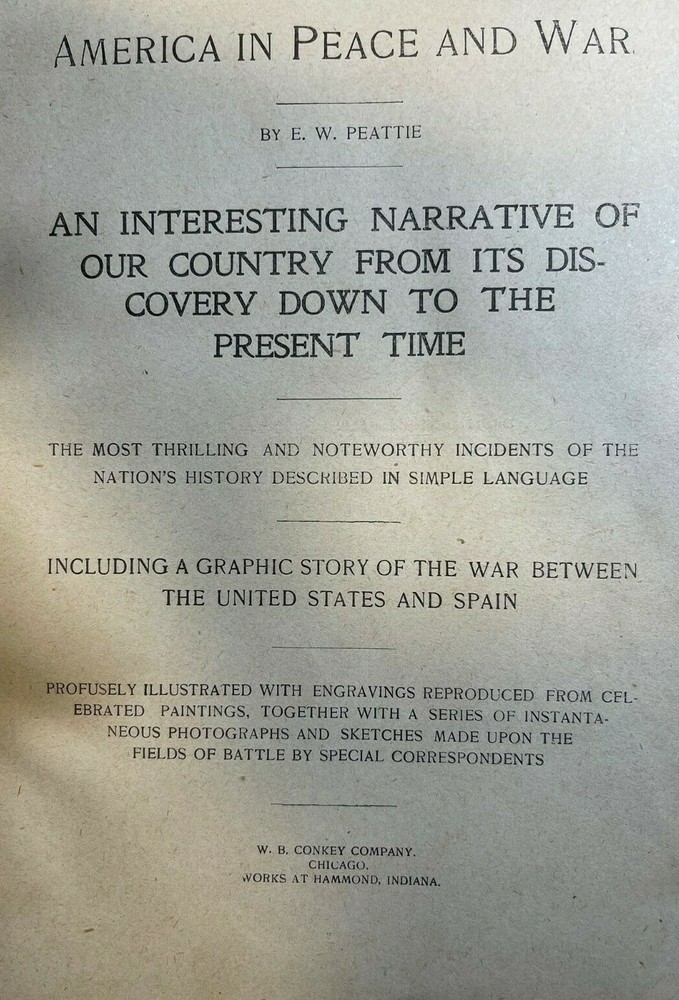 AMERICA IN PEACE AND WAR.
BY E. W. PEATTIE
AN INTERESTING NARRATIVE OF
OUR COUNTRY FROM ITS DIS-
COVERY DOWN TO THE
PRESENT TIME
THE MOST THRILLING AND NOTEWORTHY INCIDENTS OF THE
NATION'S HISTORY DESCRIBED IN SIMPLE LANGUAGE
INCLUDING A GRAPHIC STORY OF THE WAR BETWEEN
THE UNITED STATES AND SPAIN
PROFUSELY ILLUSTRATED WITH ENGRAVINGS REPRODUCED FROM CEL-
EBRATED PAINTINGS, TOGETHER WITH A SERIES OF INSTANTA-
NEOUS PHOTOGRAPHS AND SKETCHES MADE UPON THE
FIELDS OF BATTLE BY SPECIAL CORRESPONDENTS
W. B. CONKEY COMPANY.
CHICAGO.
WORKS AT HAMMOND, INDIANA.